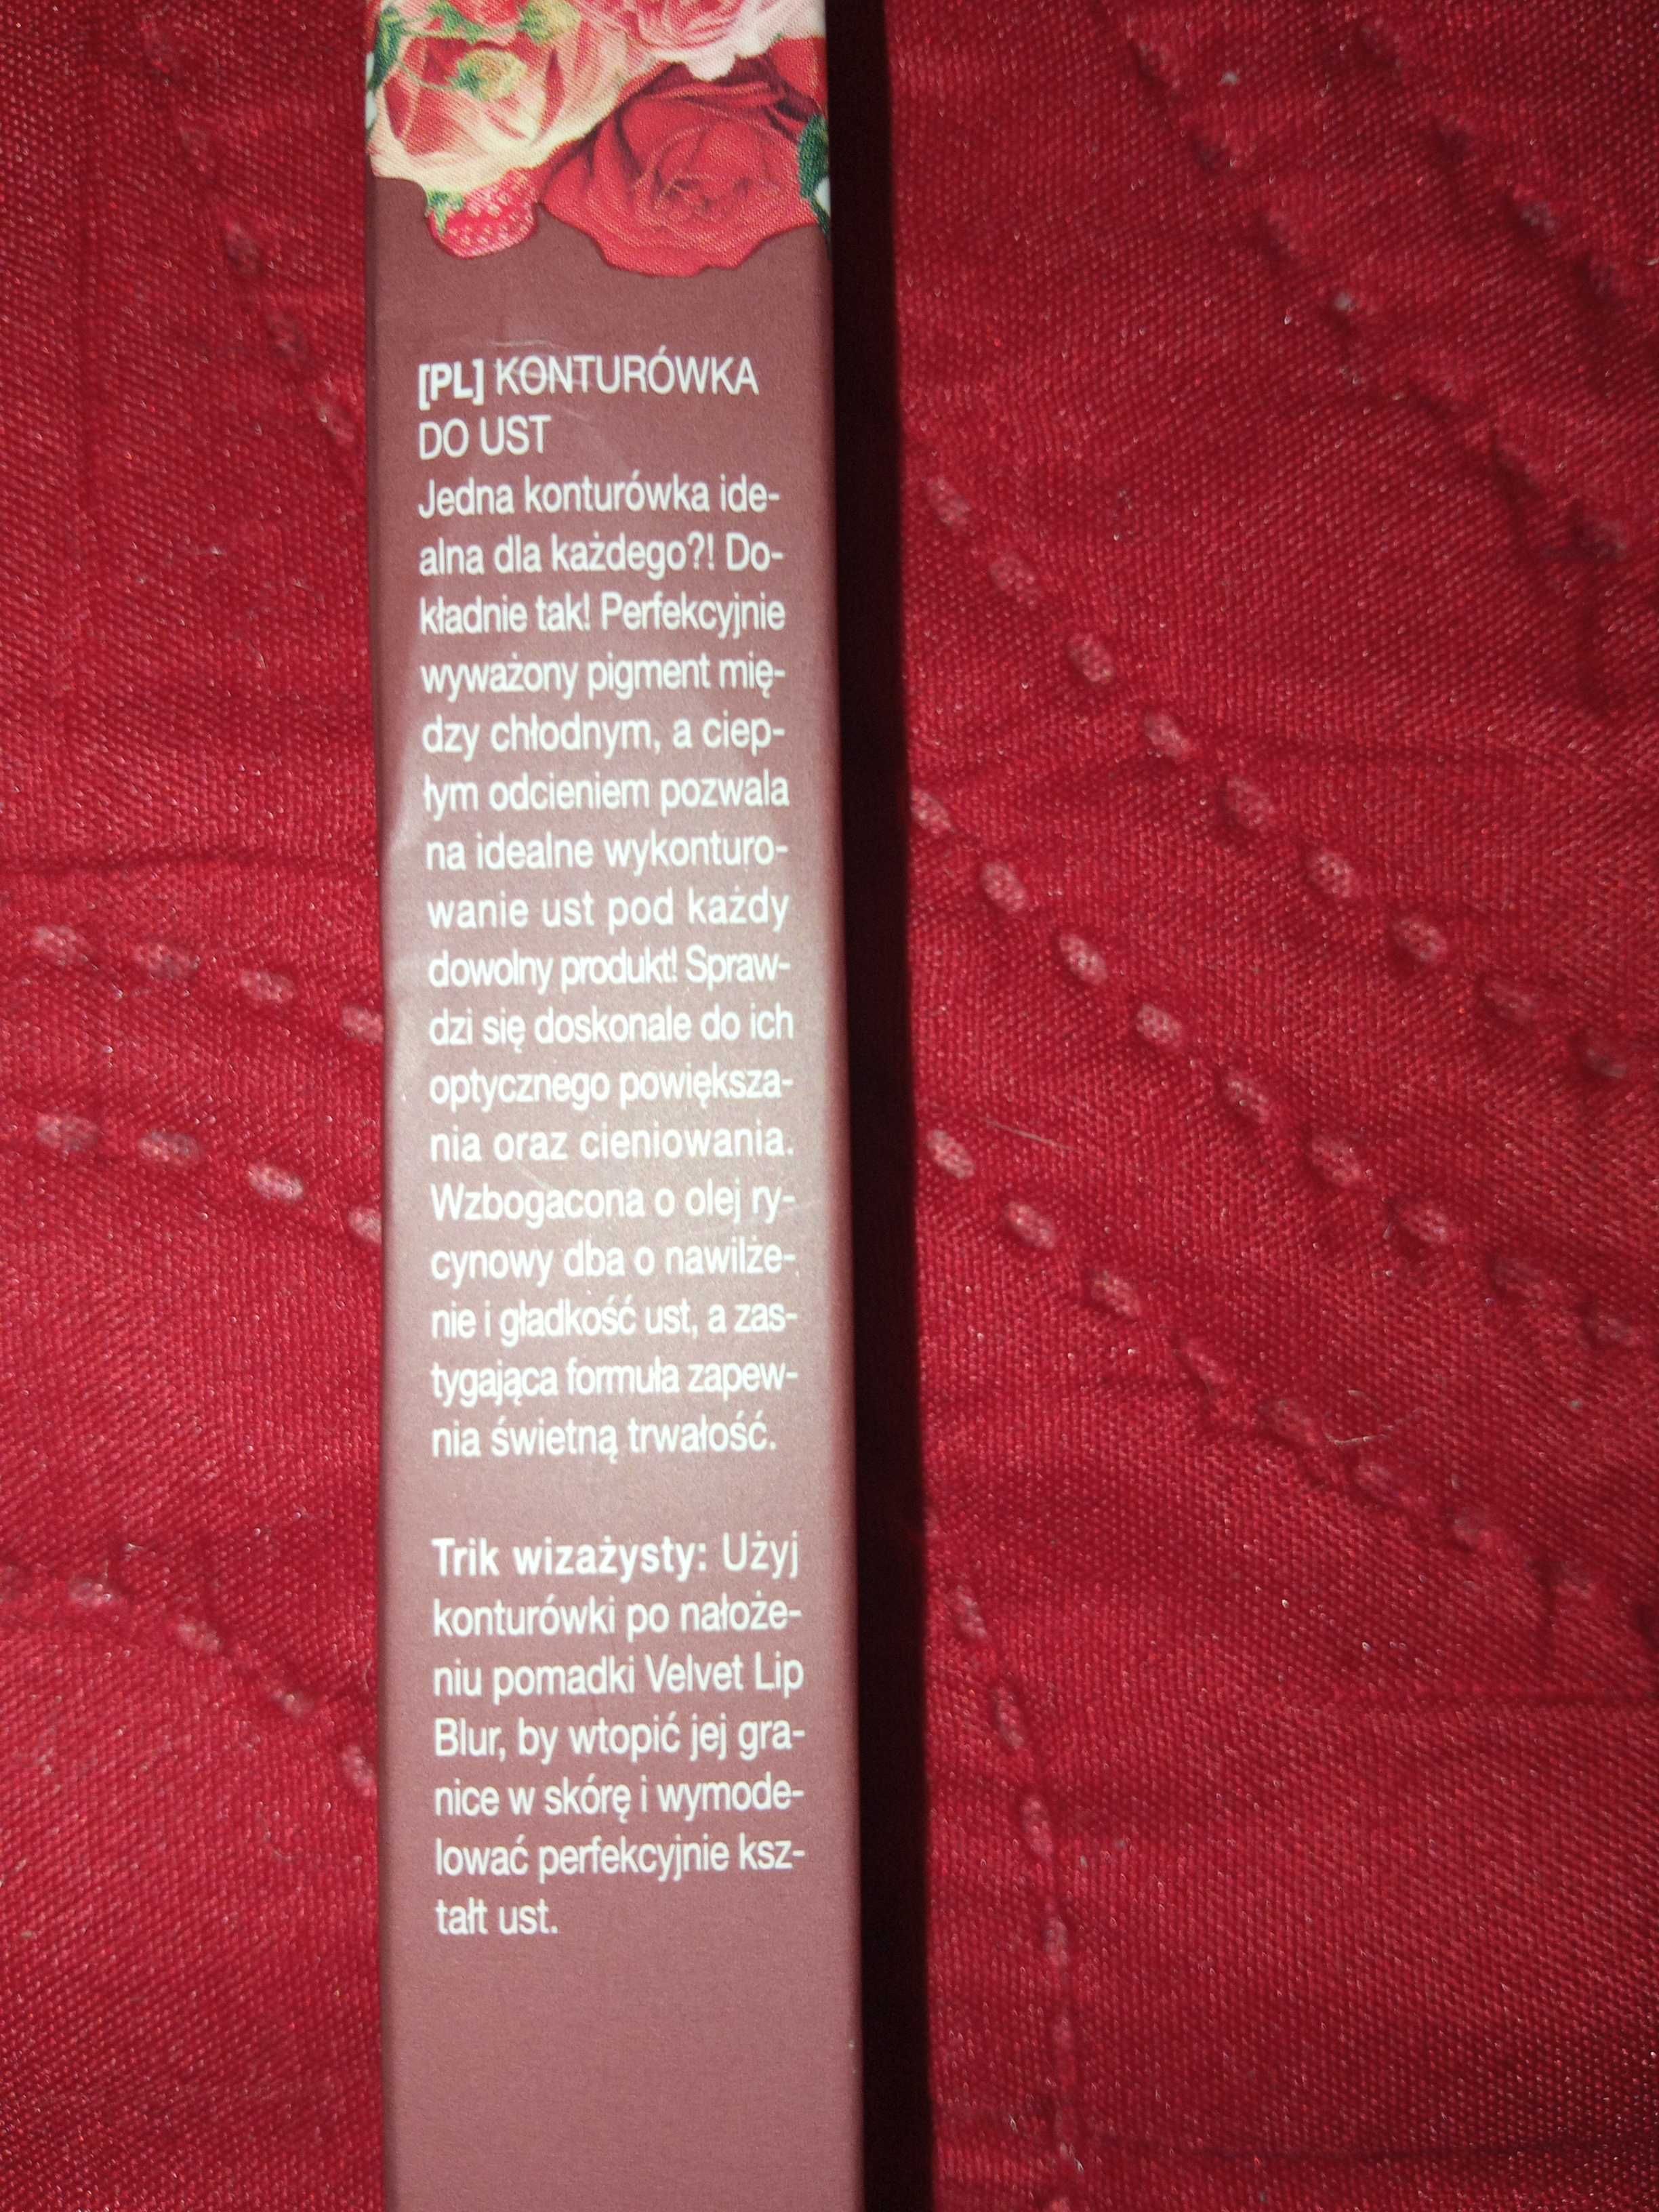 [PL] KONTURÓWKA
DO UST
Jedna konturówka ide-
alna dla każdego?! Do-
kładnie tak! Perfekcyjnie
wyważony pigment mię-
dzy chłodnym, a ciep-
łym odcieniem pozwala
na idealne wykonturo-
wanie ust pod każdy
dowolny produkt! Spraw-
dzi się doskonale do ich
optycznego powiększa-
nia oraz cieniowania.
Wzbogacona o olej ry-
cynowy dba o nawilże-
nie i gładkość ust, a zas-
tygająca formuła zapew-
nia świetną trwałość.
Trik wizażysty: Użyj
konturówki po nałoże-
niu pomadki Velvet Lip
Blur, by wtopić jej gra-
nice w skórę i wymode-
lować perfekcyjnie ksz-
tałt ust.